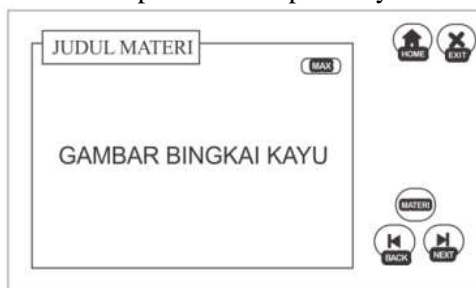 JUDUL MATERI
MAX
HOME
EXIT
GAMBAR BINGKAI KAYU
MATERI
BACK
NEXT